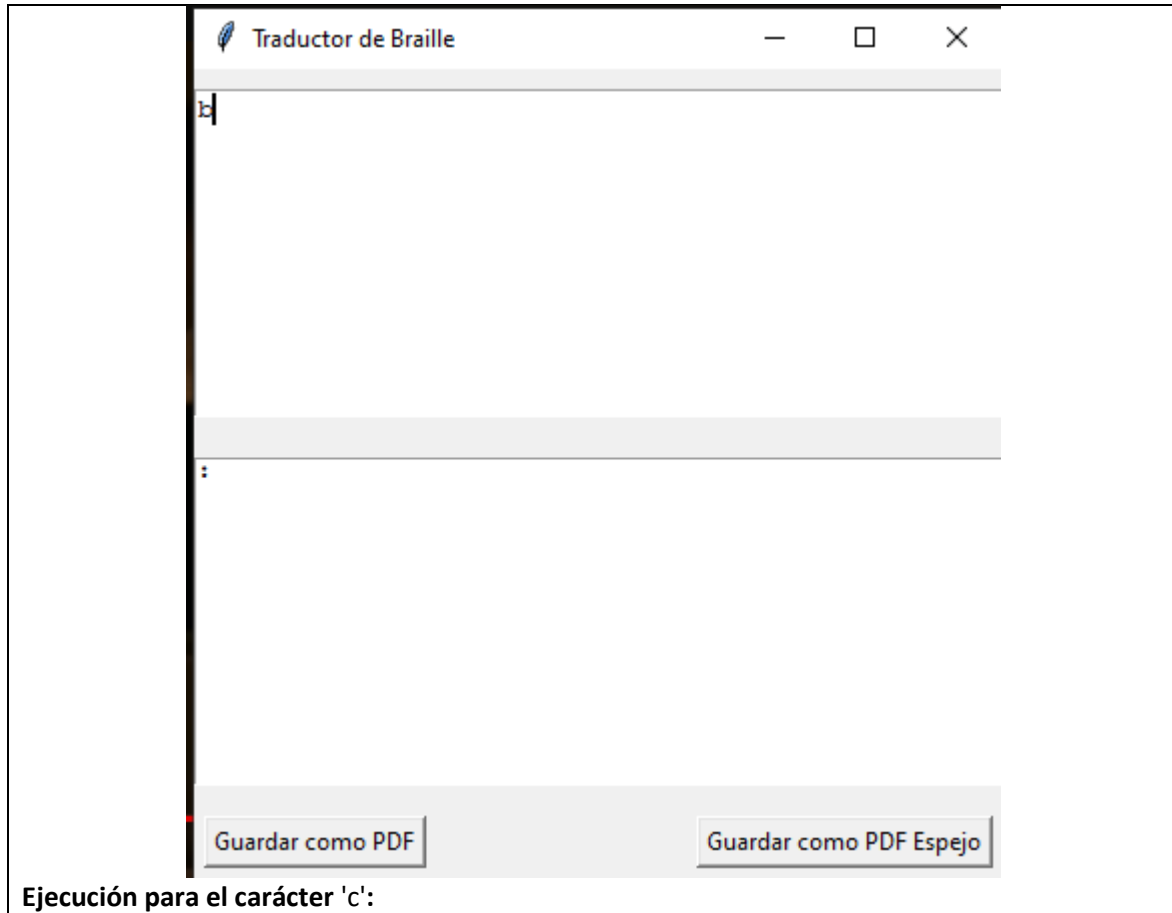 Traductor de Braille
b
:
Guardar como PDF Guardar como PDF Espejo
Ejecución para el carácter 'c':